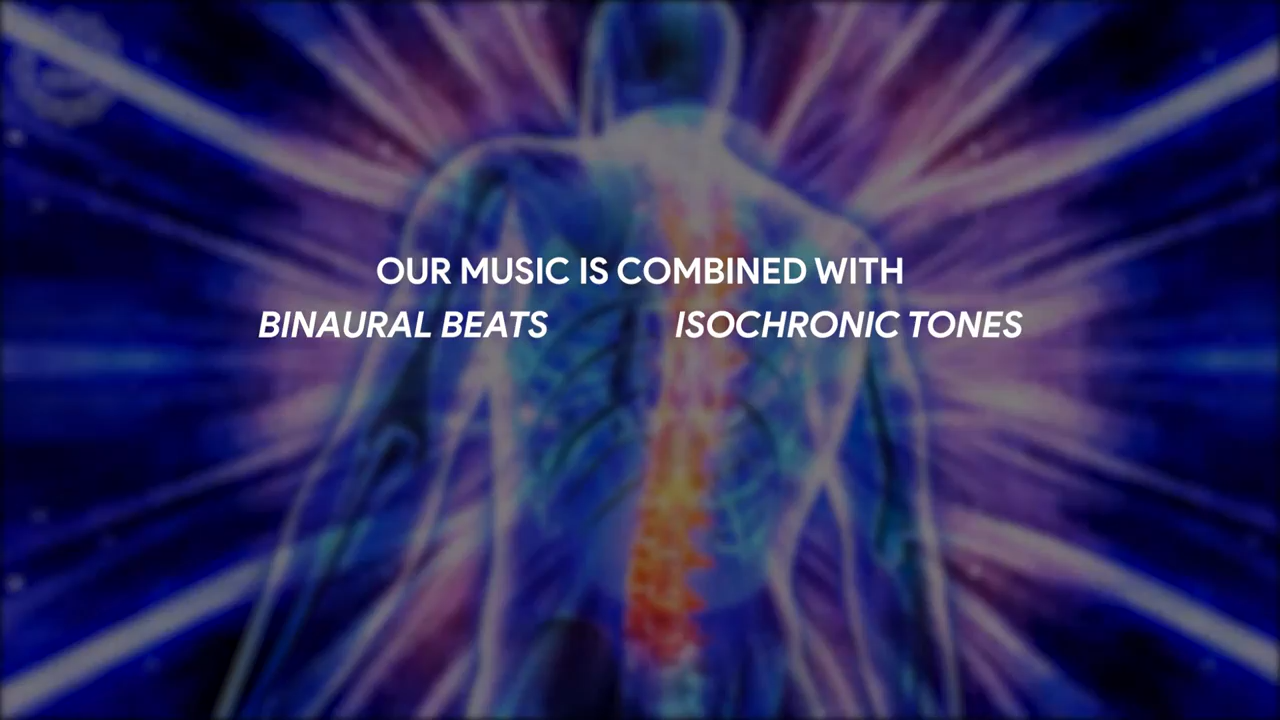 OUR MUSIC IS COMBINED WITH
BINAURAL BEATS ISOCHRONIC TONES